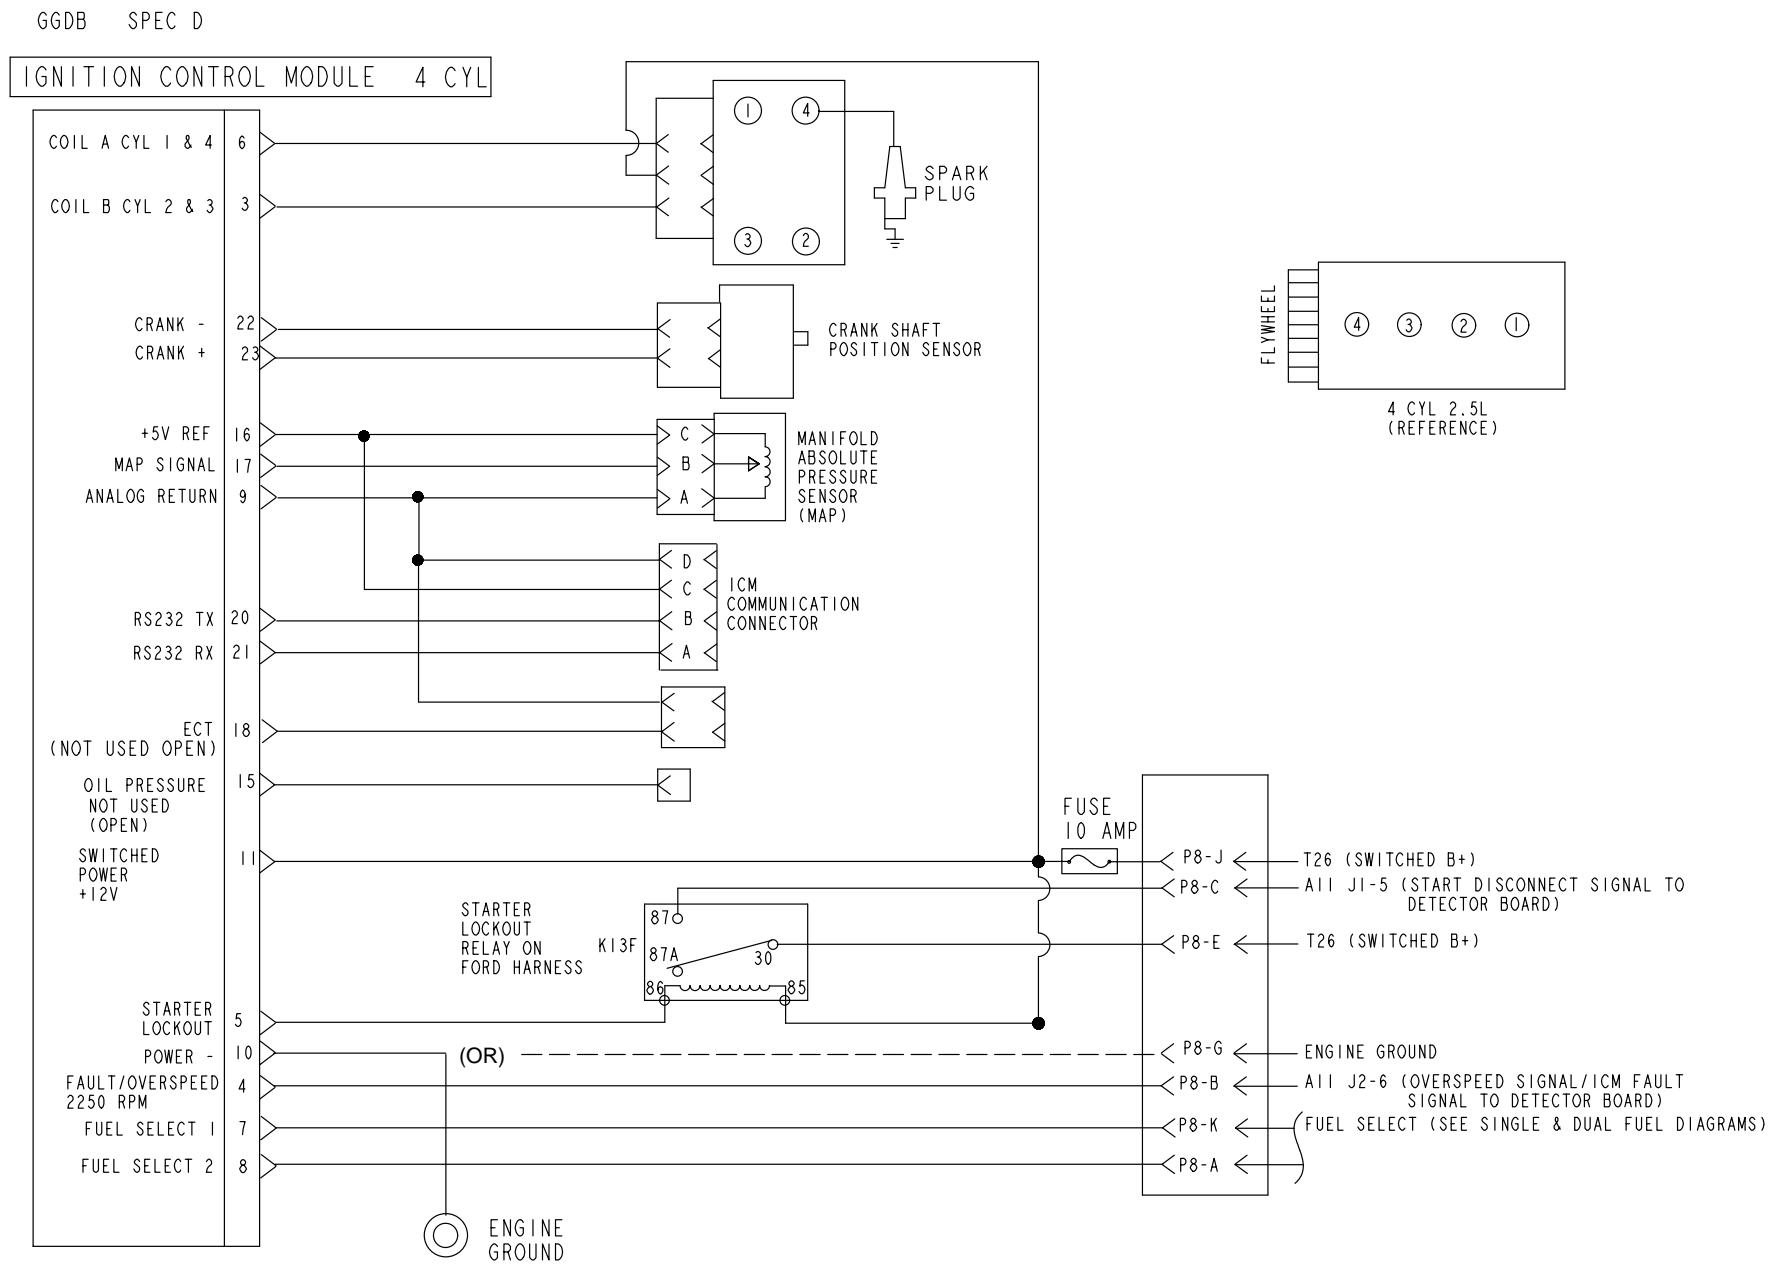 GGDB SPEC D
IGNITION CONTROL MODULE 4 CYL
COIL A CYL 1 & 4 6
COIL B CYL 2 & 3 3
CRANK - 22
CRANK + 23
+5V REF 16
MAP SIGNAL 17
ANALOG RETURN 9
RS232 TX 20
RS232 RX 21
ECT 18
(NOT USED OPEN)
OIL PRESSURE 15
NOT USED
(OPEN)
SWITCHED 11
POWER
+12V
STARTER
LOCKOUT 5
POWER - 10
FAULT/OVERSPEED 4
2250 RPM
FUEL SELECT 1 7
FUEL SELECT 2 8
1 4
3 2
SPARK
PLUG
CRANK SHAFT
POSITION SENSOR
C
B
A
MANIFOLD
ABSOLUTE
PRESSURE
SENSOR
(MAP)
D
C
B
A
ICM
COMMUNICATION
CONNECTOR
FLYWHEEL
4 3 2 1
4 CYL 2.5L
(REFERENCE)
STARTER
LOCKOUT
RELAY ON
FORD HARNESS
K13F
87
87A
30
86 85
(OR)
ENGINE
GROUND
FUSE
10 AMP
P8-J T26 (SWITCHED B+)
P8-C A11 J1-5 (START DISCONNECT SIGNAL TO
DETECTOR BOARD)
P8-E T26 (SWITCHED B+)
P8-G ENGINE GROUND
P8-B A11 J2-6 (OVERSPEED SIGNAL/ICM FAULT
SIGNAL TO DETECTOR BOARD)
P8-K FUEL SELECT (SEE SINGLE & DUAL FUEL DIAGRAMS)
P8-A